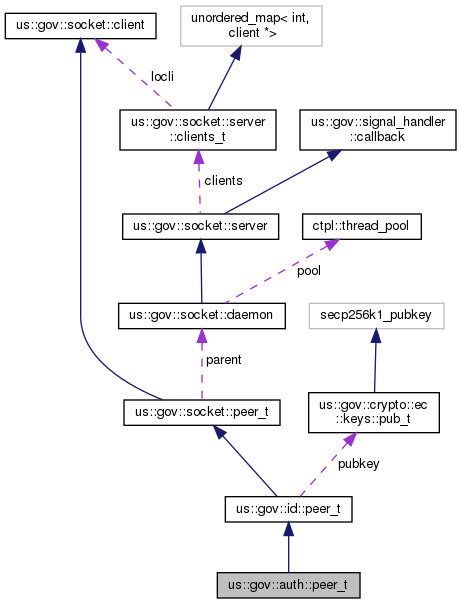 us::gov::socket::client
unordered_map< int,
client *>
locli
us::gov::socket::server
::clients_t
us::gov::signal_handler
::callback
clients
us::gov::socket::server
ctpl::thread_pool
pool
us::gov::socket::daemon
secp256k1_pubkey
parent
us::gov::socket::peer_t
us::gov::crypto::ec
::keys::pub_t
pubkey
us::gov::id::peer_t
us::gov::auth::peer_t